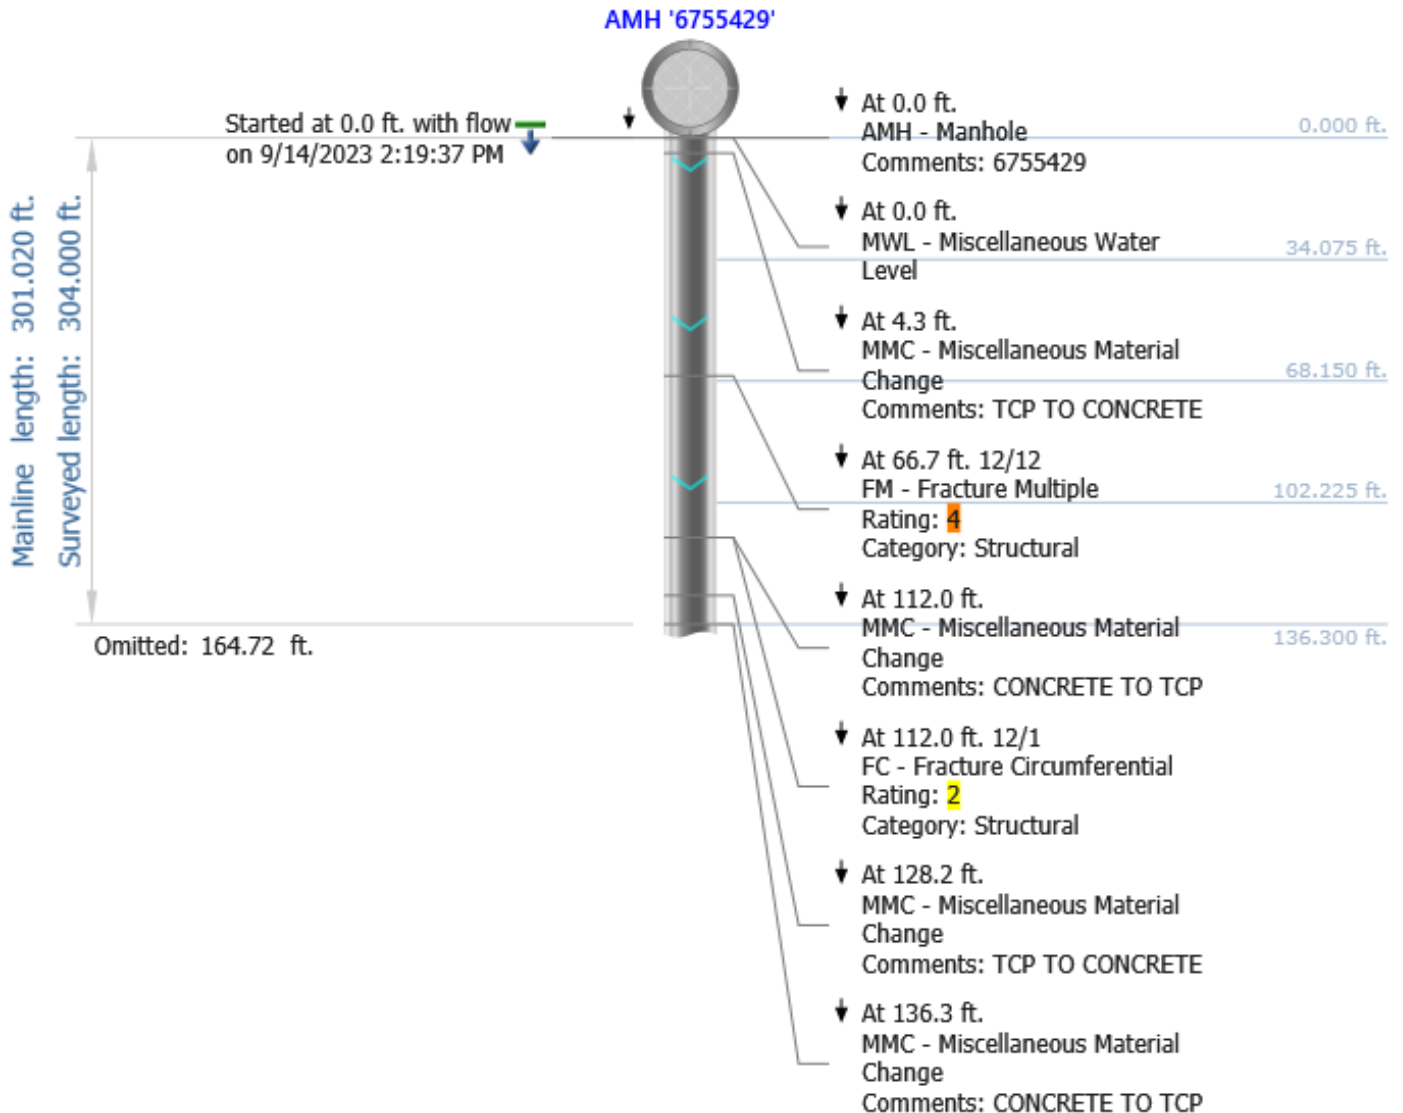 AMH '6755429'
Started at 0.0 ft. with flow
on 9/14/2023 2:19:37 PM
Mainline length: 301.020 ft.
Surveyed length: 304.000 ft.
Omitted: 164.72 ft.
At 0.0 ft.
AMH - Manhole
Comments: 6755429
At 0.0 ft.
MWL - Miscellaneous Water
Level
At 4.3 ft.
MMC - Miscellaneous Material
Change
Comments: TCP TO CONCRETE
At 66.7 ft. 12/12
FM - Fracture Multiple
Rating: 4
Category: Structural
At 112.0 ft.
MMC - Miscellaneous Material
Change
Comments: CONCRETE TO TCP
At 112.0 ft. 12/1
FC - Fracture Circumferential
Rating: 2
Category: Structural
At 128.2 ft.
MMC - Miscellaneous Material
Change
Comments: TCP TO CONCRETE
At 136.3 ft.
MMC - Miscellaneous Material
Change
Comments: CONCRETE TO TCP
0.000 ft.
34.075 ft.
68.150 ft.
102.225 ft.
136.300 ft.